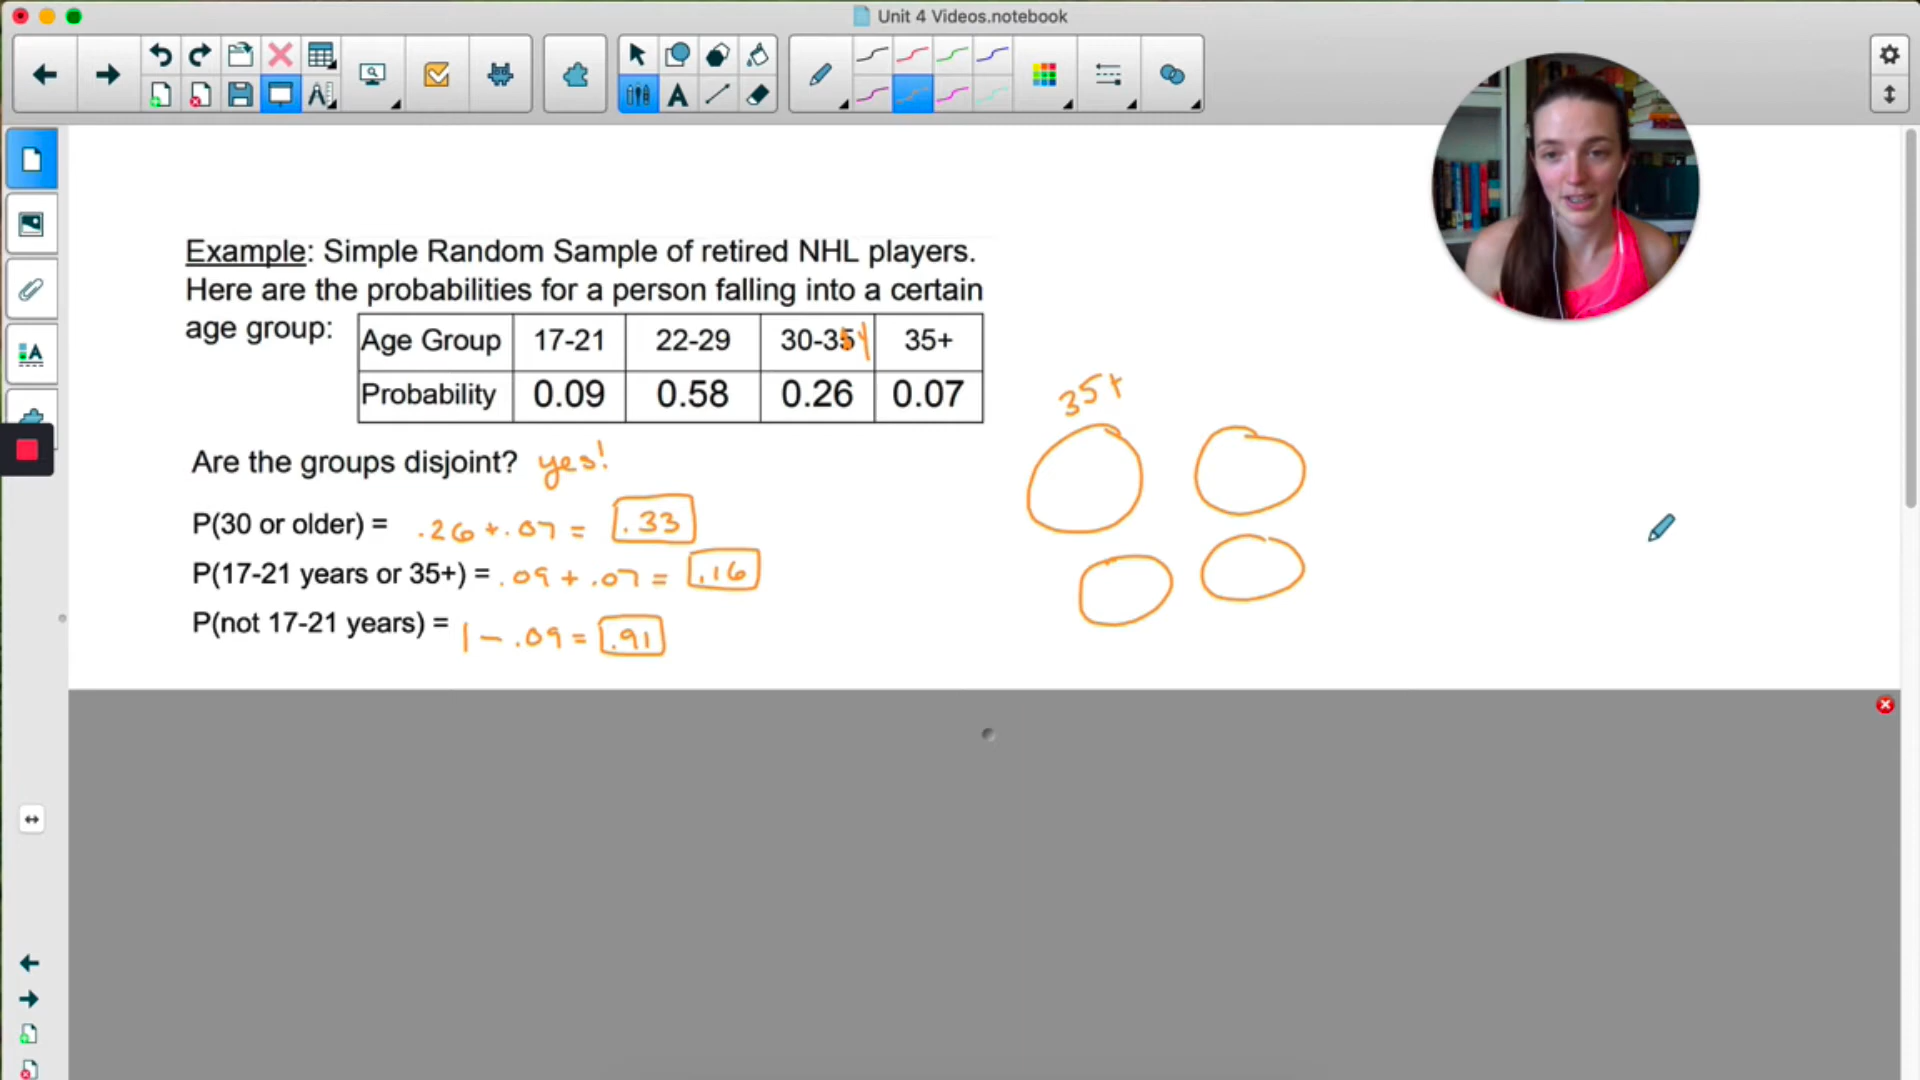 Unit 4 Videos.notebook
Example: Simple Random Sample of retired NHL players.
Here are the probabilities for a person falling into a certain
age group:
Age Group 17-21 22-29 30-354 35+
Probability 0.09 0.58 0.26 0.07
35+
Are the groups disjoint? yes!
P(30 or older) = .26 + .07 = .33
P(17-21 years or 35+) = .09 + .07 = .16
P(not 17-21 years) = 1 - .09 = .91